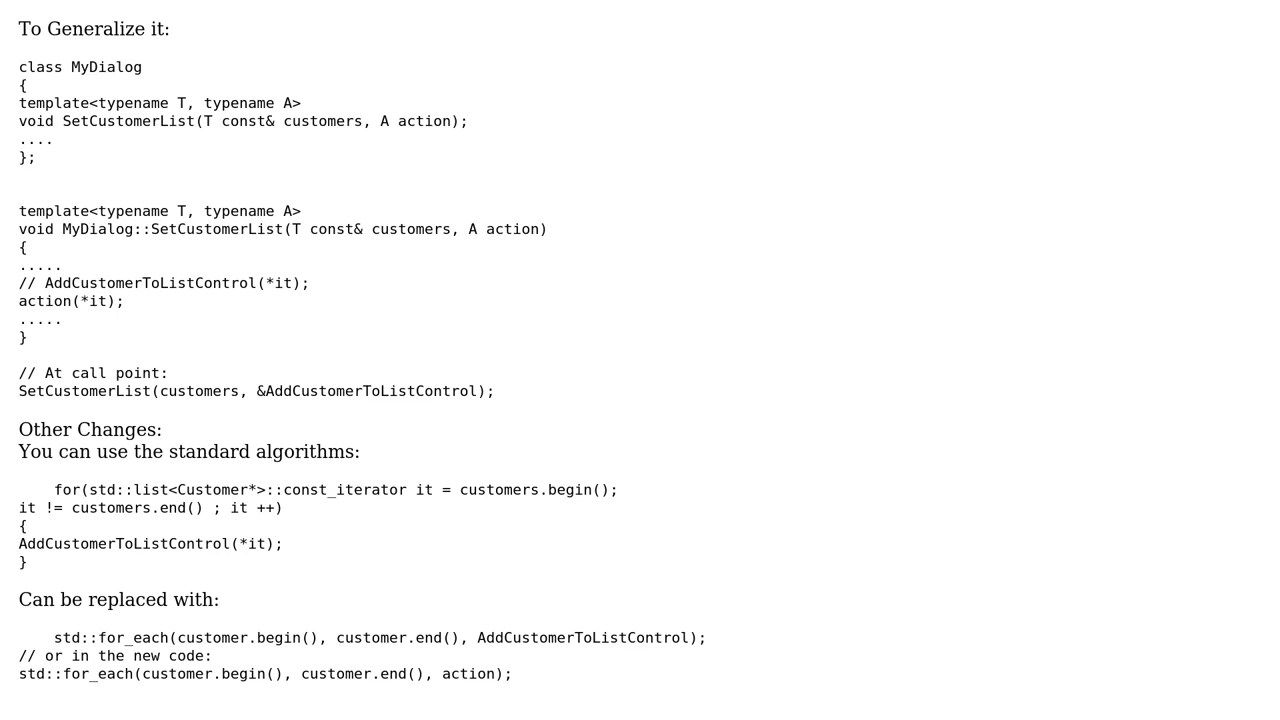 To Generalize it:
class MyDialog
{
template<typename T, typename A>
void SetCustomerList(T const& customers, A action);
....
};
template<typename T, typename A>
void MyDialog::SetCustomerList(T const& customers, A action)
{
.....
// AddCustomerToListControl(*it);
action(*it);
.....
}
// At call point:
SetCustomerList(customers, &AddCustomerToListControl);
Other Changes:
You can use the standard algorithms:
    for(std::list<Customer*>::const_iterator it = customers.begin();
it != customers.end() ; it ++)
{
AddCustomerToListControl(*it);
}
Can be replaced with:
    std::for_each(customer.begin(), customer.end(), AddCustomerToListControl);
// or in the new code:
std::for_each(customer.begin(), customer.end(), action);